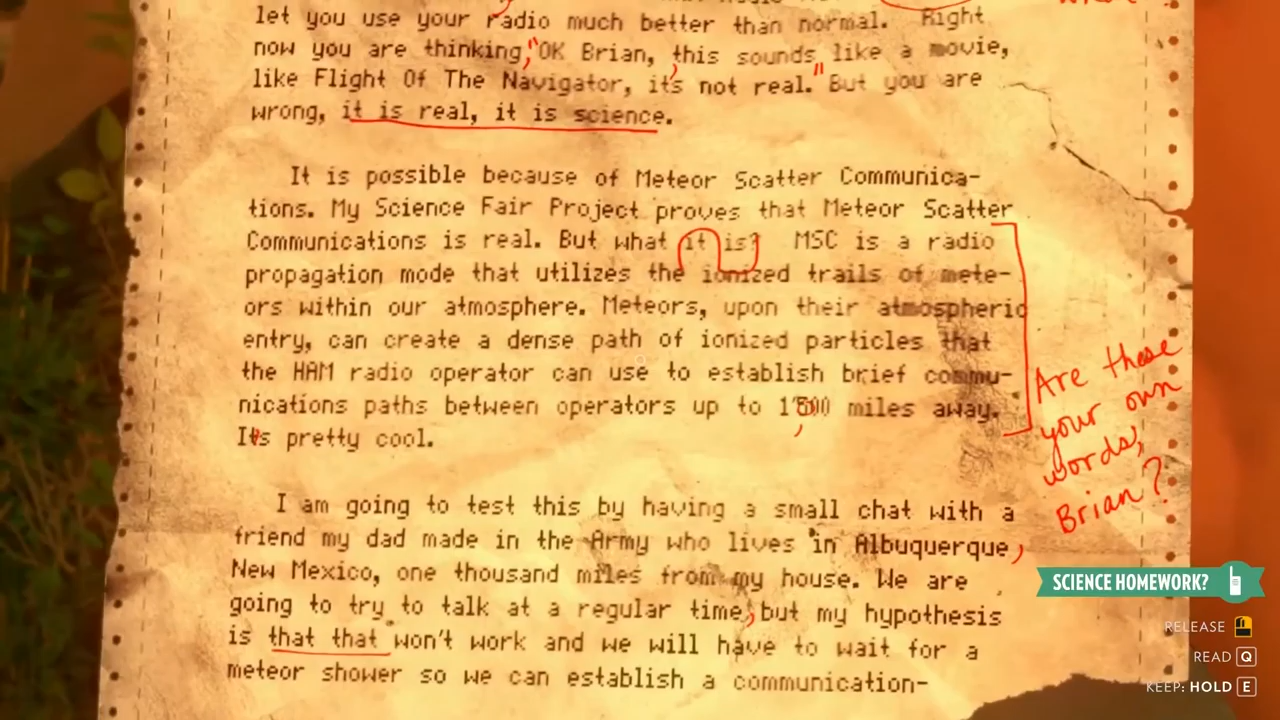 let you use your radio much better than normal. Right
now you are thinking, "OK Brian, this sounds like a movie,
like Flight Of The Navigator, it's not real." But you are
wrong, it is real, it is science.
It is possible because of Meteor Scatter Communica-
tions. My Science Fair Project proves that Meteor Scatter
Communications is real. But what it is? MSC is a radio
propagation mode that utilizes the ionized trails of mete-
ors within our atmosphere. Meteors, upon their atmospheric
entry, can create a dense path of ionized particles that
the HAM radio operator can use to establish brief commu-
nications paths between operators up to 1,500 miles away.
It's pretty cool.
Are these
your own
words,
Brian?
I am going to test this by having a small chat with a
friend my dad made in the Army who lives in Albuquerque,
New Mexico, one thousand miles from my house. We are
going to try to talk at a regular time, but my hypothesis
is that that won't work and we will have to wait for a
meteor shower so we can establish a communication-
SCIENCE HOMEWORK?
RELEASE
READ Q
KEEP: HOLD E